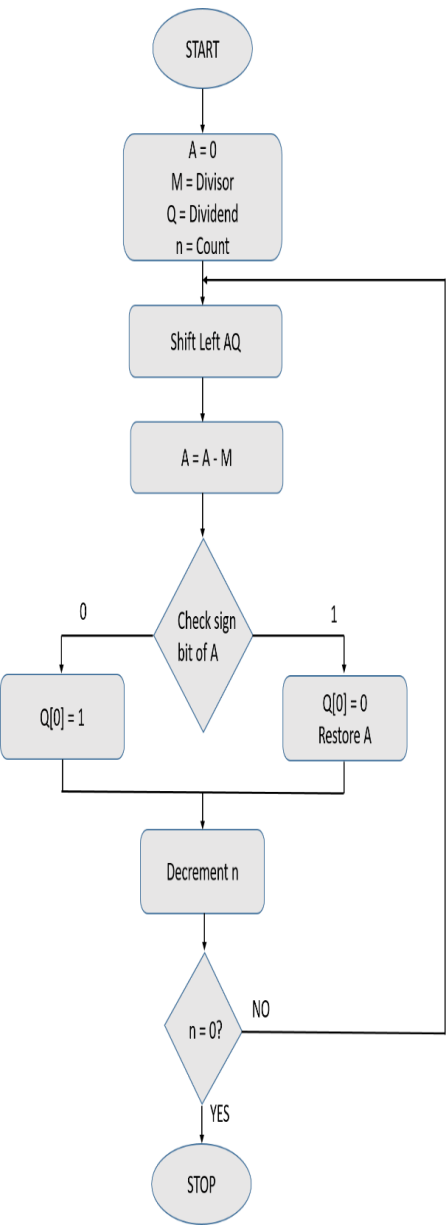 START
A = 0
M = Divisor
Q = Dividend
n = Count
Shift Left AQ
A = A - M
Check sign
bit of A
0
1
Q[0] = 1
Q[0] = 0
Restore A
Decrement n
n = 0?
NO
YES
STOP